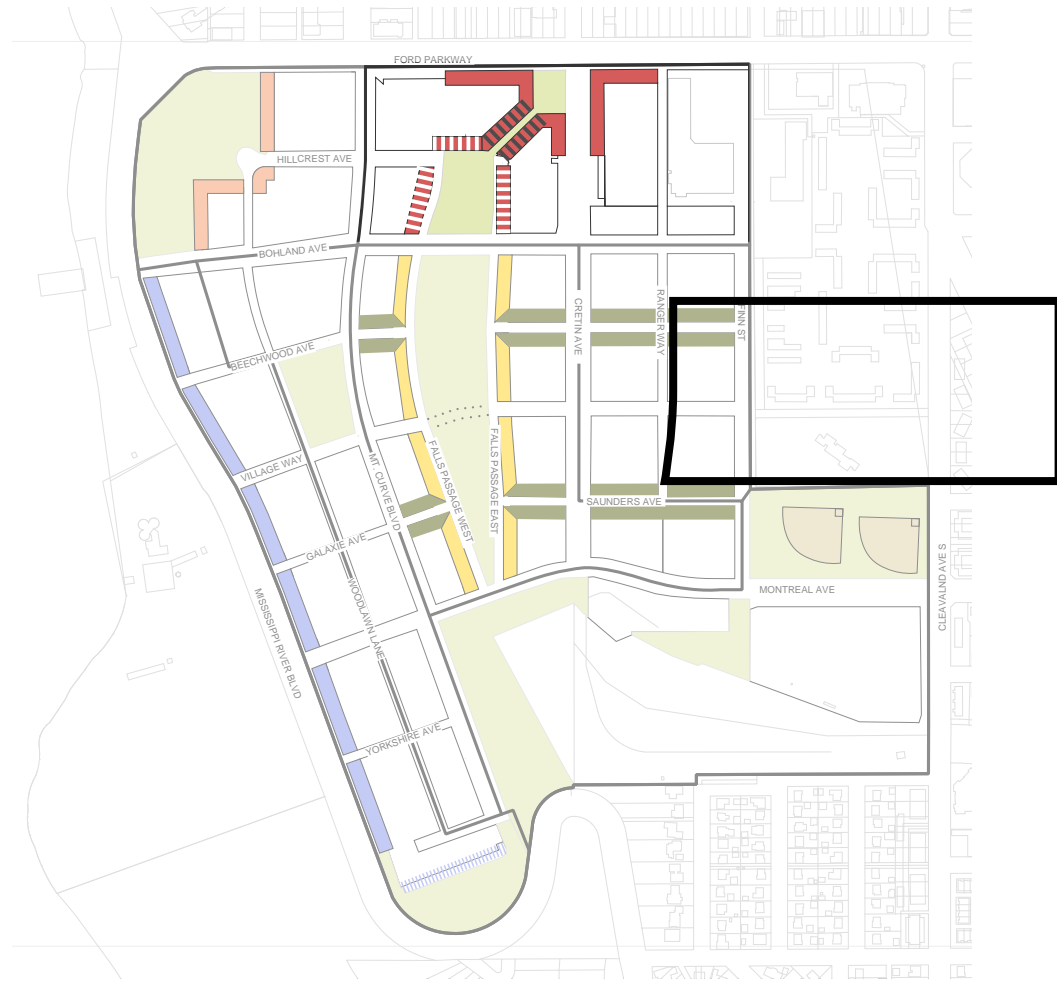 FORD PARKWAY
HILLCREST AVE
BOHLAND AVE
CRETIN AVE
RANGER WAY
FINN ST
BEECHWOOD AVE
MT. CURVE BLVD
FALLS PASSAGE WEST
FALLS PASSAGE EAST
VILLAGE WAY
SAUNDERS AVE
GALAXIE AVE
WOODLAWN LANE
MISSISSIPPI RIVER BLVD
MONTREAL AVE
CLEAVALND AVE S
YORKSHIRE AVE